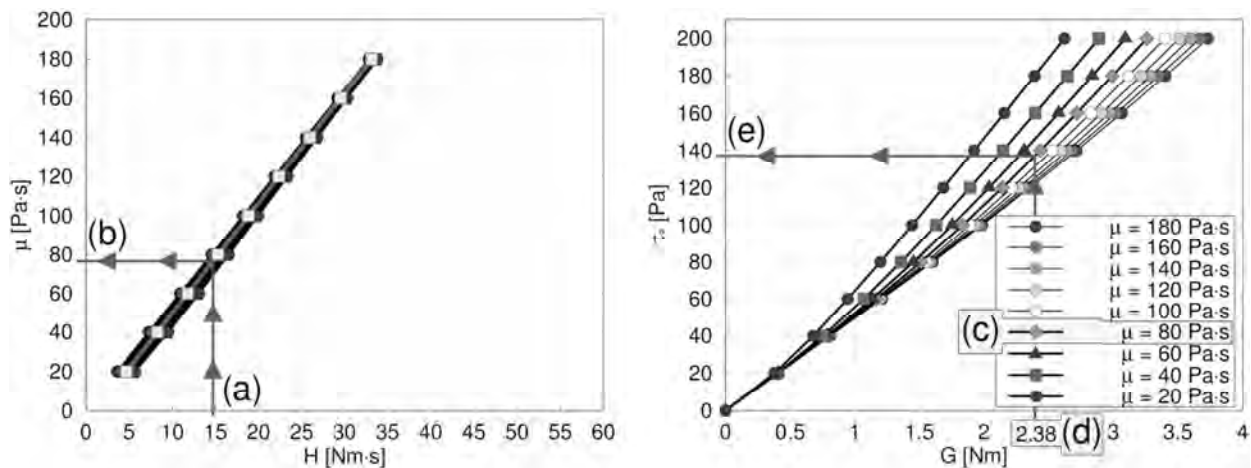 200
180
160
140
120
100
80
60
40
20
0
μ [Pa·s]
(b)
(a)
0 5 10 15 20 25 30 35 40 45 50 55 60
H [Nm·s]
200
180
160
140
120
100
80
60
40
20
0
[Pa]
(e)
μ = 180 Pa·s
μ = 160 Pa·s
μ = 140 Pa·s
μ = 120 Pa·s
μ = 100 Pa·s
(c) μ = 80 Pa·s
μ = 60 Pa·s
μ = 40 Pa·s
μ = 20 Pa·s
0 0.5 1 1.5 2 2.38 (d) 3 3.5 4
G [Nm]